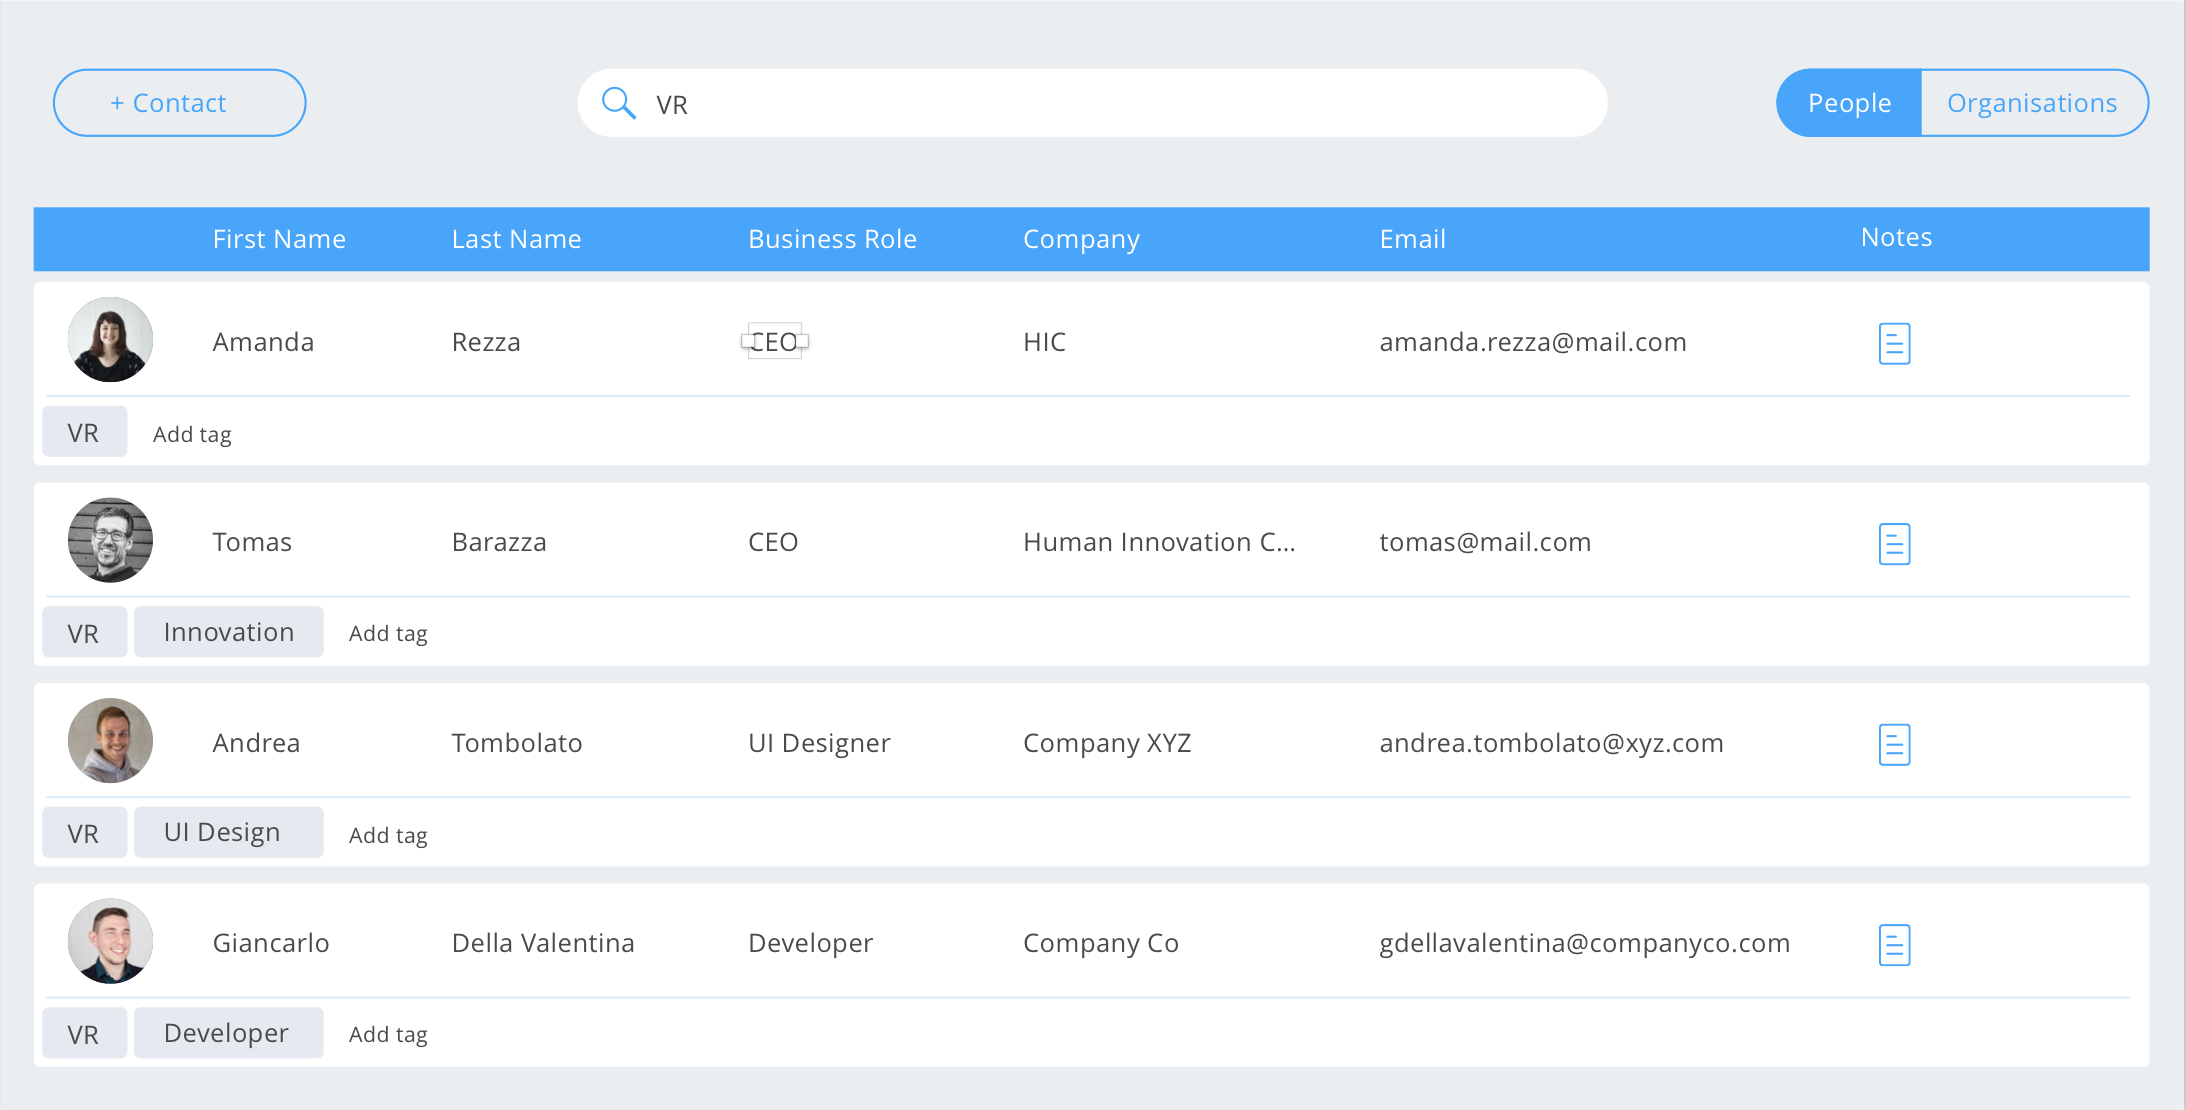 + Contact VR People Organisations
First Name Last Name Business Role Company Email Notes
Amanda Rezza CEO HIC amanda.rezza@mail.com
VR Add tag
Tomas Barazza CEO Human Innovation C... tomas@mail.com
VR Innovation Add tag
Andrea Tombolato UI Designer Company XYZ andrea.tombolato@xyz.com
VR UI Design Add tag
Giancarlo Della Valentina Developer Company Co gdellavalentina@companyco.com
VR Developer Add tag